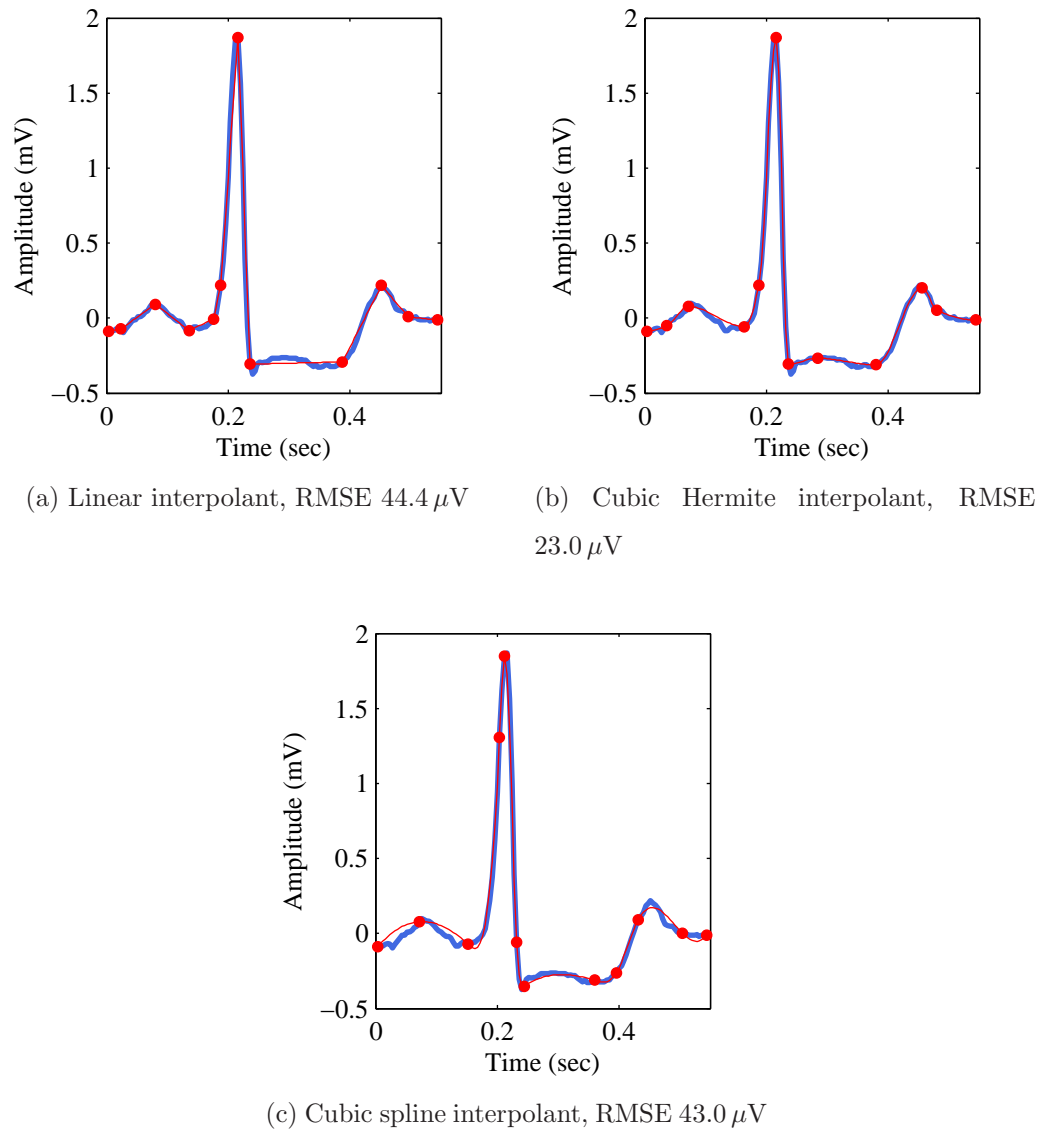 2
1.5
1
0.5
0
−0.5
Amplitude (mV)
0
0.2
0.4
Time (sec)
(a) Linear interpolant, RMSE 44.4 µV
2
1.5
1
0.5
0
−0.5
Amplitude (mV)
0
0.2
0.4
Time (sec)
(b) Cubic Hermite interpolant, RMSE
23.0 µV
2
1.5
1
0.5
0
−0.5
Amplitude (mV)
0
0.2
0.4
Time (sec)
(c) Cubic spline interpolant, RMSE 43.0 µV